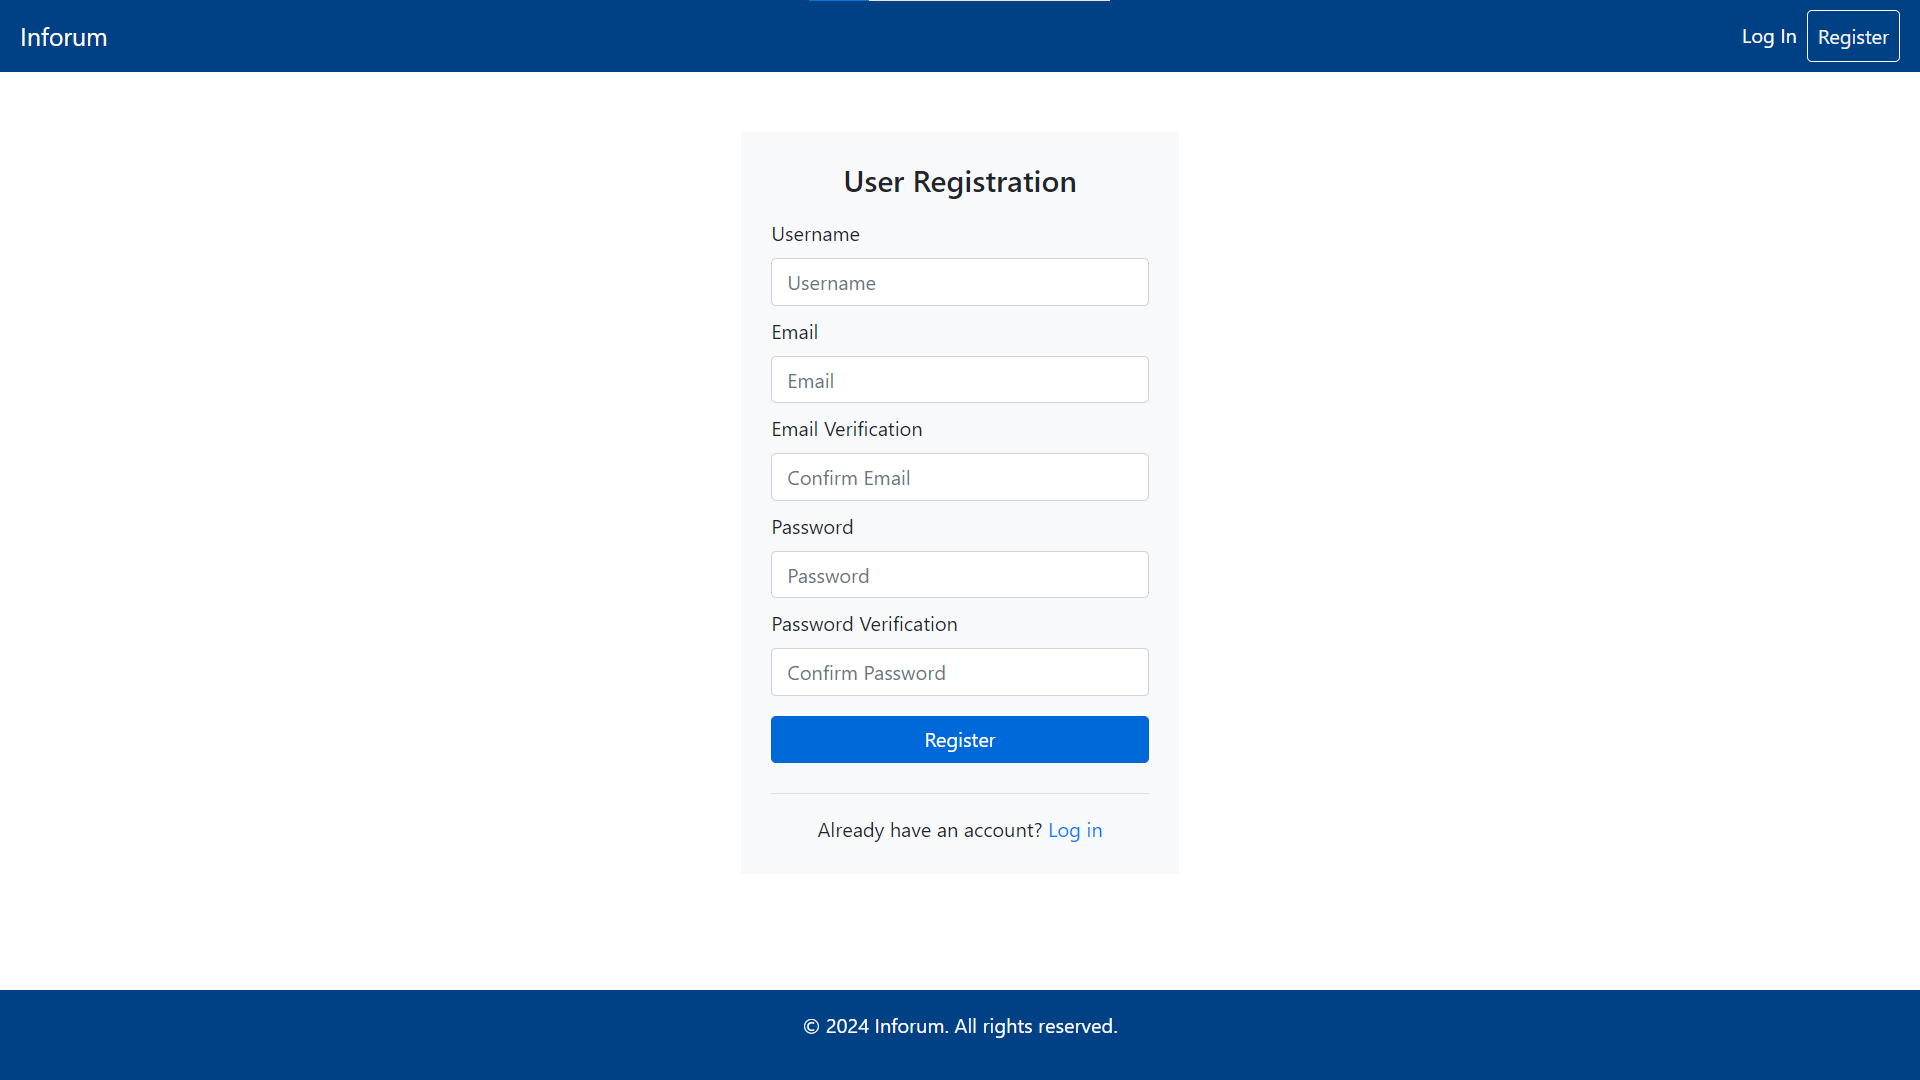 Inforum
Log In
Register
User Registration
Username
Username
Email
Email
Email Verification
Confirm Email
Password
Password
Password Verification
Confirm Password
Register
Already have an account? Log in
© 2024 Inforum. All rights reserved.